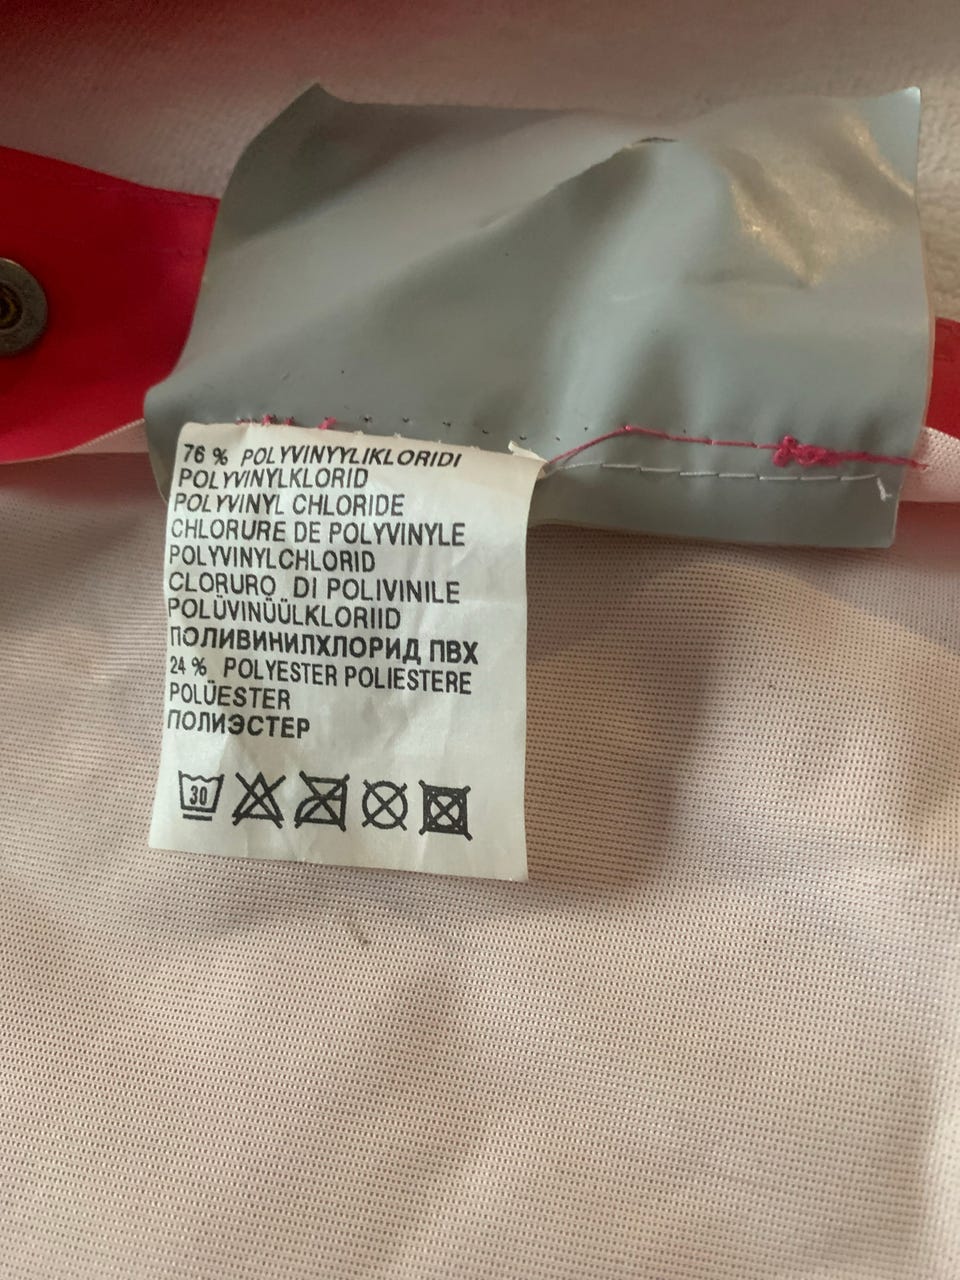 76 % POLYVINYYLIKLORIDI
POLYVINYLKLORID
POLYVINYL CHLORIDE
CHLORURE DE POLYVINYLE
POLYVINYLCHLORID
CLORURO DI POLIVINILE
POLÜVINÜÜLKLORIID
ПОЛИВИНИЛХЛОРИД ПВХ
24 % POLYESTER POLIESTERE
POLÜESTER
ПОЛИЭСТЕР
30